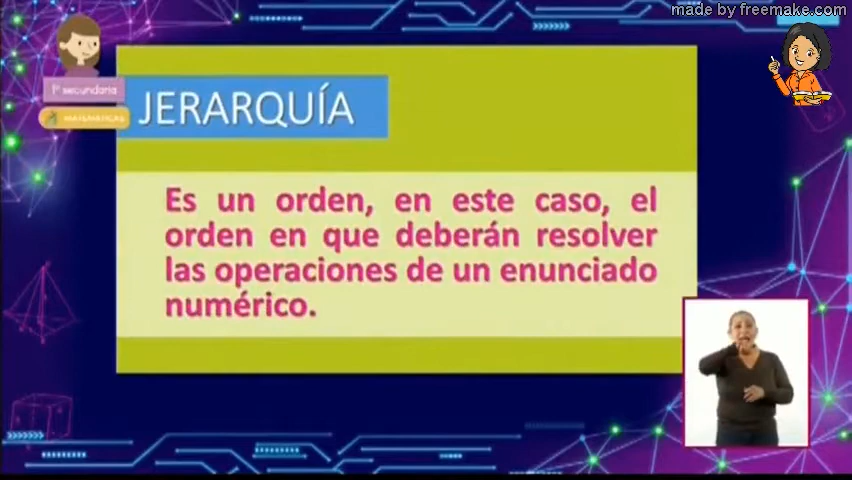 made by freemake.com
1° secundaria
MATEMÁTICAS
JERARQUÍA
Es un orden, en este caso, el
orden en que deberán resolver
las operaciones de un enunciado
numérico.